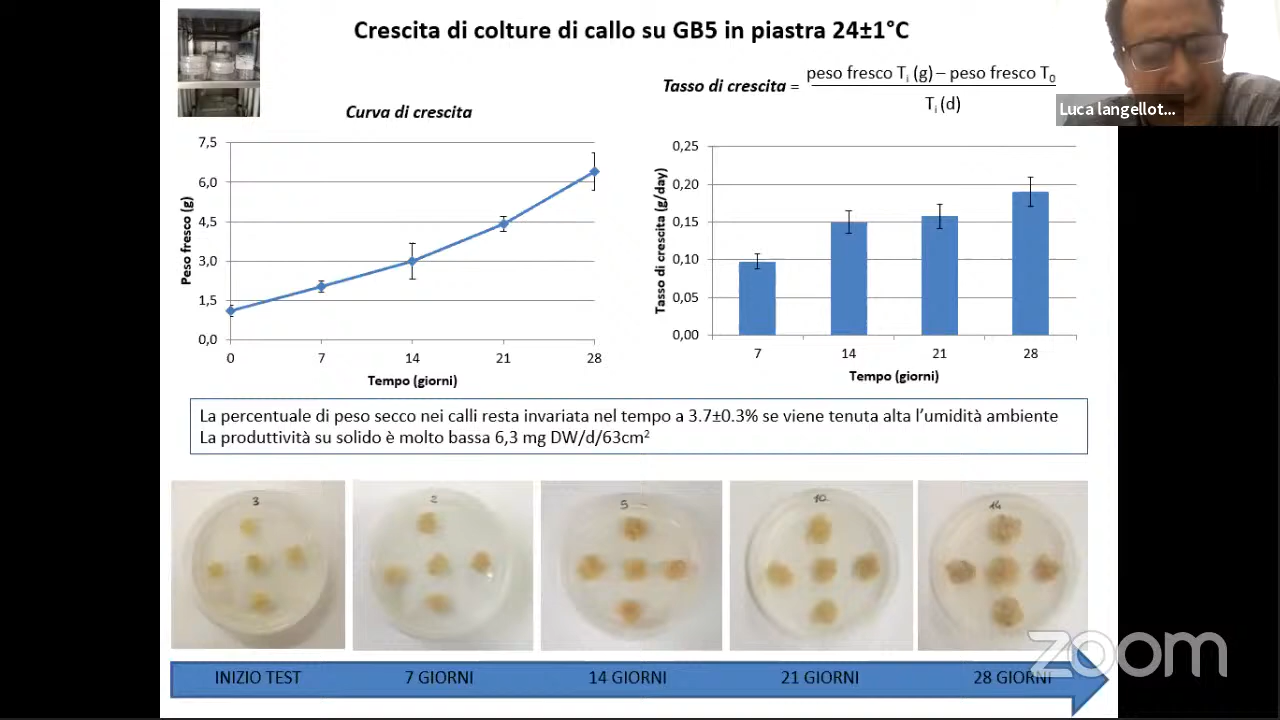 Crescita di colture di callo su GB5 in piastra 24±1°C
Tasso di crescita = peso fresco Ti (g) – peso fresco T0
Ti (d)
Luca Iangellot...
Curva di crescita
7,5
6,0
4,5
3,0
1,5
0,0
Peso fresco (g)
0 7 14 21 28
Tempo (giorni)
0,25
0,20
0,15
0,10
0,05
0,00
Tasso di crescita (g/day)
7 14 21 28
Tempo (giorni)
La percentuale di peso secco nei calli resta invariata nel tempo a 3.7±0.3% se viene tenuta alta l’umidità ambiente
La produttività su solido è molto bassa 6,3 mg DW/d/63cm²
3 2 5 10 14
INIZIO TEST 7 GIORNI 14 GIORNI 21 GIORNI 28 GIORNI
zoom